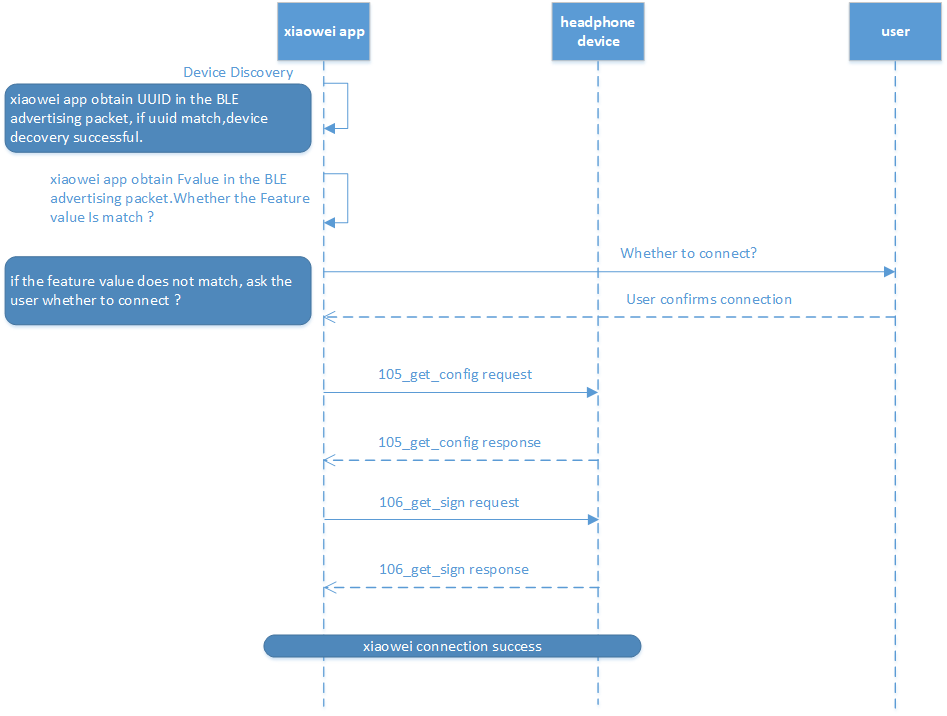 xiaowei app
headphone
device
user
Device Discovery
xiaowei app obtain UUID in the BLE
advertising packet, if uuid match,device
decovery successful.
xiaowei app obtain Fvalue in the BLE
advertising packet.Whether the Feature
value Is match ?
Whether to connect?
if the feature value does not match, ask the
user whether to connect ?
User confirms connection
105_get_config request
105_get_config response
106_get_sign request
106_get_sign response
xiaowei connection success